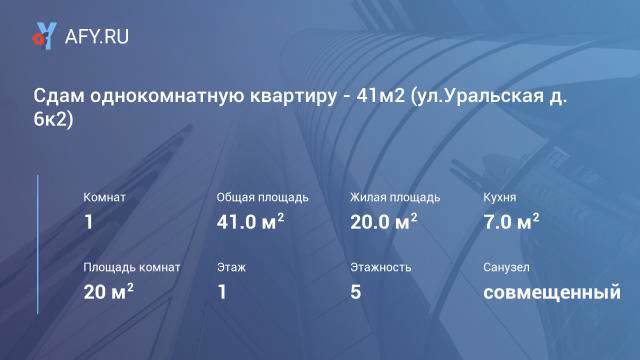 AFY.RU
Сдам однокомнатную квартиру - 41м2 (ул.Уральская д.
6к2)
Комнат Общая площадь Жилая площадь Кухня
1 41.0 м² 20.0 м² 7.0 м²
Площадь комнат Этаж Этажность Санузел
20 м² 1 5 совмещенный